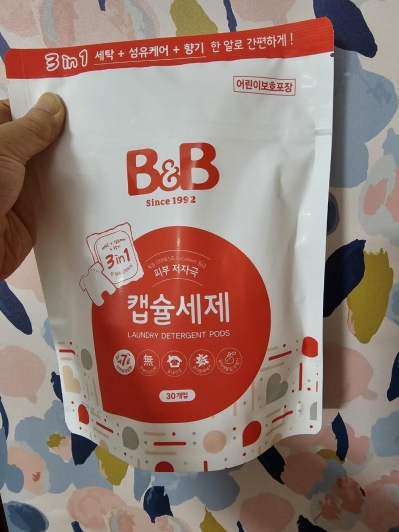 3 in 1 세탁 + 섬유케어 + 향기 한 알로 간편하게!
어린이보호포장
B&B
Since 1992
3 in 1
피부 저자극
캡슐세제
LAUNDRY DETERGENT PODS
無
30개입